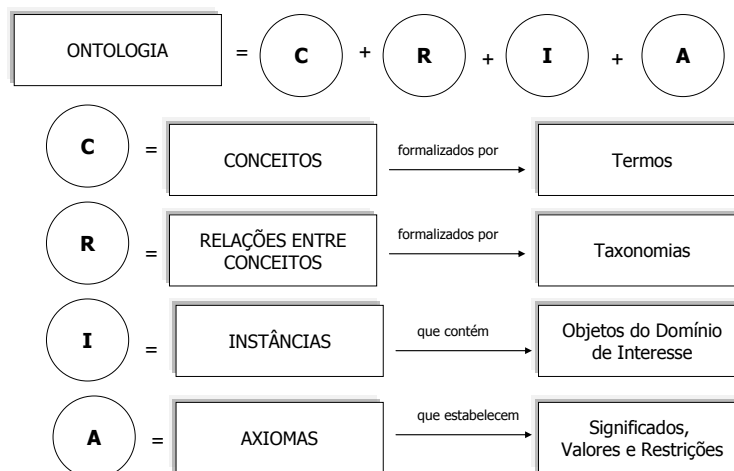 ONTOLOGIA = C + R + I + A
C = CONCEITOS formalizados por Termos
R = RELAÇÕES ENTRE CONCEITOS formalizados por Taxonomias
I = INSTÂNCIAS que contém Objetos do Domínio de Interesse
A = AXIOMAS que estabelecem Significados, Valores e Restrições